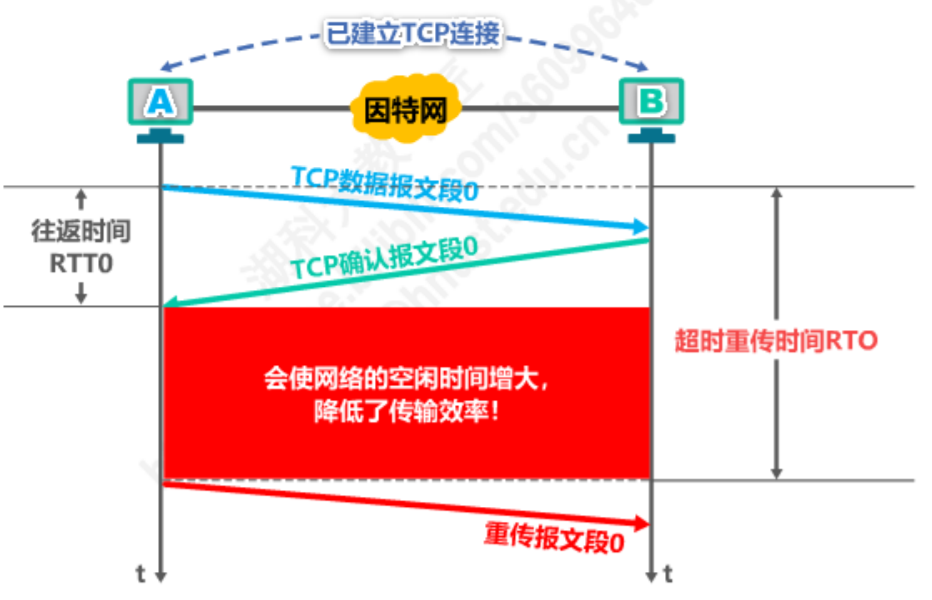 已建立TCP连接
A
因特网
B
TCP数据报文段0
往返时间
RTT0
TCP确认报文段0
超时重传时间RTO
会使网络的空闲时间增大，
降低了传输效率！
重传报文段0
t
t